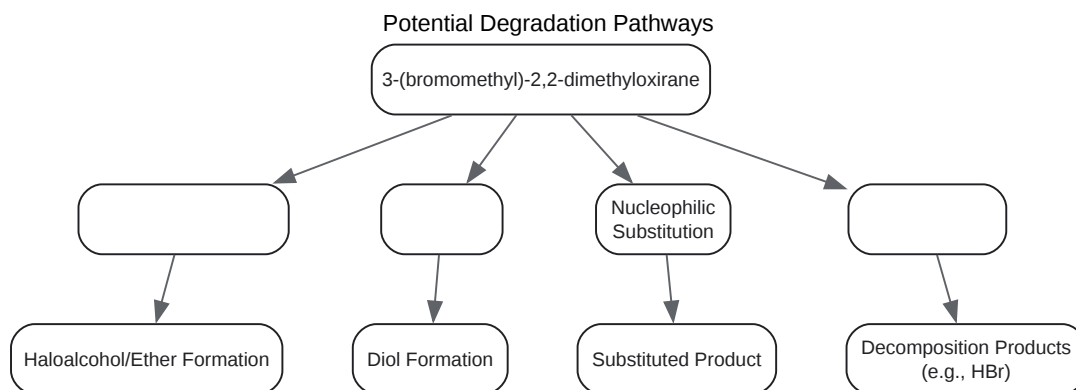 Potential Degradation Pathways
3-(bromomethyl)-2,2-dimethyloxirane
Nucleophilic
Substitution
Haloalcohol/Ether Formation
Diol Formation
Substituted Product
Decomposition Products
(e.g., HBr)